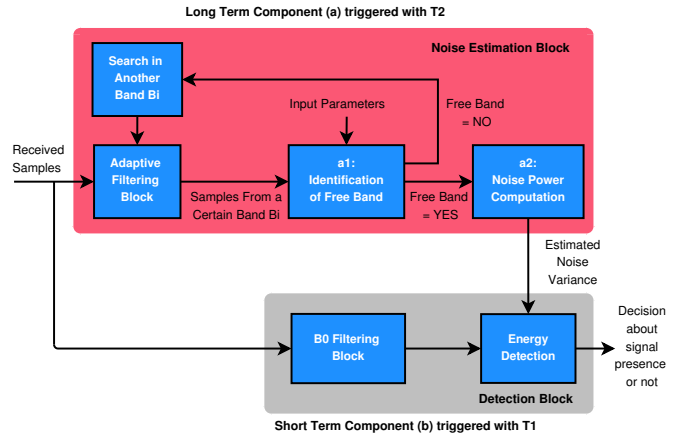 Long Term Component (a) triggered with T2
Noise Estimation Block
Search in
Another
Band Bi
Input Parameters
Free Band
= NO
Received
Samples
Adaptive
Filtering
Block
Samples From a
Certain Band Bi
a1:
Identification
of Free Band
Free Band
= YES
a2:
Noise Power
Computation
Estimated
Noise
Variance
B0 Filtering
Block
Energy
Detection
Decision
about
signal
presence
or not
Detection Block
Short Term Component (b) triggered with T1